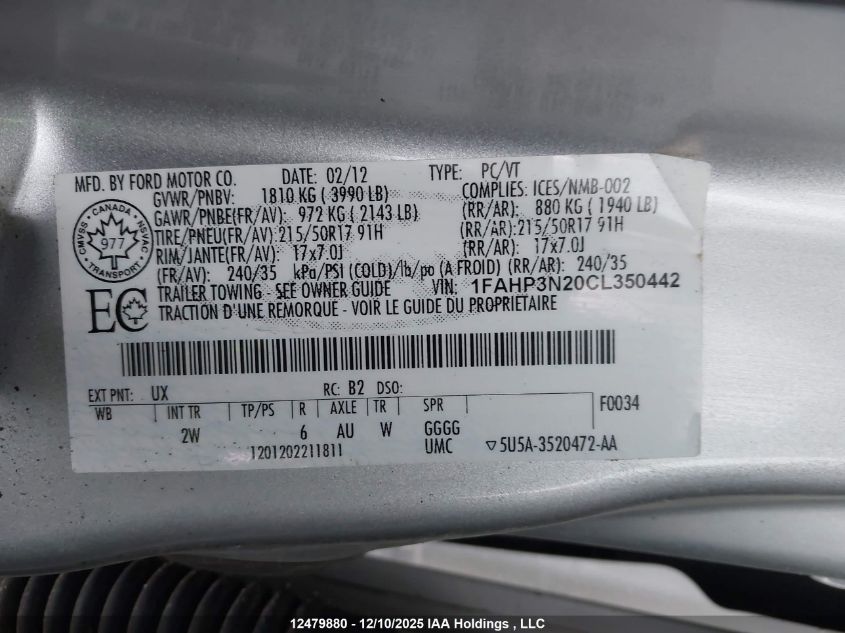 MFD. BY FORD MOTOR CO. DATE: 02/12 TYPE: PC/VT
GVWR/PNBV: 1810 KG ( 3990 LB) COMPLIES: ICES/NMB-002
GAWR/PNBE(FR/AV): 972 KG ( 2143 LB) (RR/AR): 880 KG ( 1940 LB)
TIRE/PNEU(FR/AV): 215/50R17 91H (RR/AR): 215/50R17 91H
RIM/JANTE(FR/AV): 17x7.0J (RR/AR): 17x7.0J
(FR/AV): 240/35 kPa/PSI (COLD)/lb/po (A FROID) (RR/AR): 240/35
TRAILER TOWING - SEE OWNER GUIDE VIN: 1FAHP3N20CL350442
TRACTION D'UNE REMORQUE - VOIR LE GUIDE DU PROPRIETAIRE
CMVSS • CANADA • NSVAC
977
TRANSPORT
EC
EXT PNT: UX RC: B2 DSO:
WB INT TR TP/PS R AXLE TR SPR F0034
2W 6 AU W GGGG
1201202211811 UMC ▽5U5A-3520472-AA
12479880 - 12/10/2025 IAA Holdings , LLC